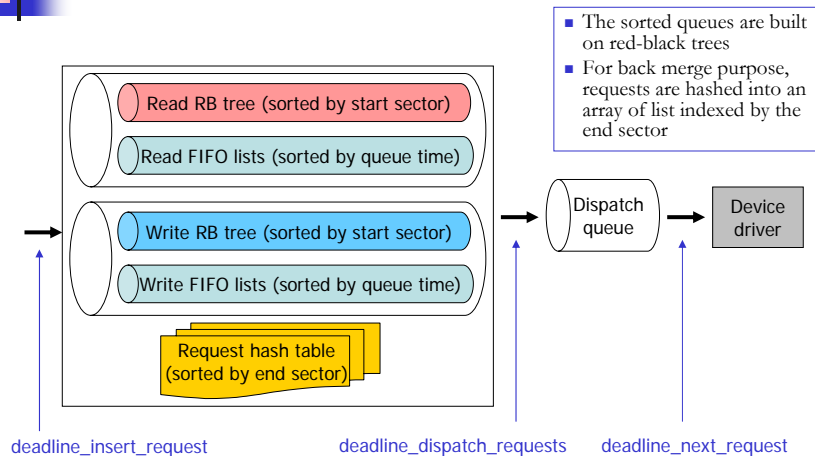 The sorted queues are built
on red-black trees
For back merge purpose,
requests are hashed into an
array of list indexed by the
end sector
Read RB tree (sorted by start sector)
Read FIFO lists (sorted by queue time)
Write RB tree (sorted by start sector)
Write FIFO lists (sorted by queue time)
Request hash table
(sorted by end sector)
Dispatch
queue
Device
driver
deadline_insert_request
deadline_dispatch_requests
deadline_next_request